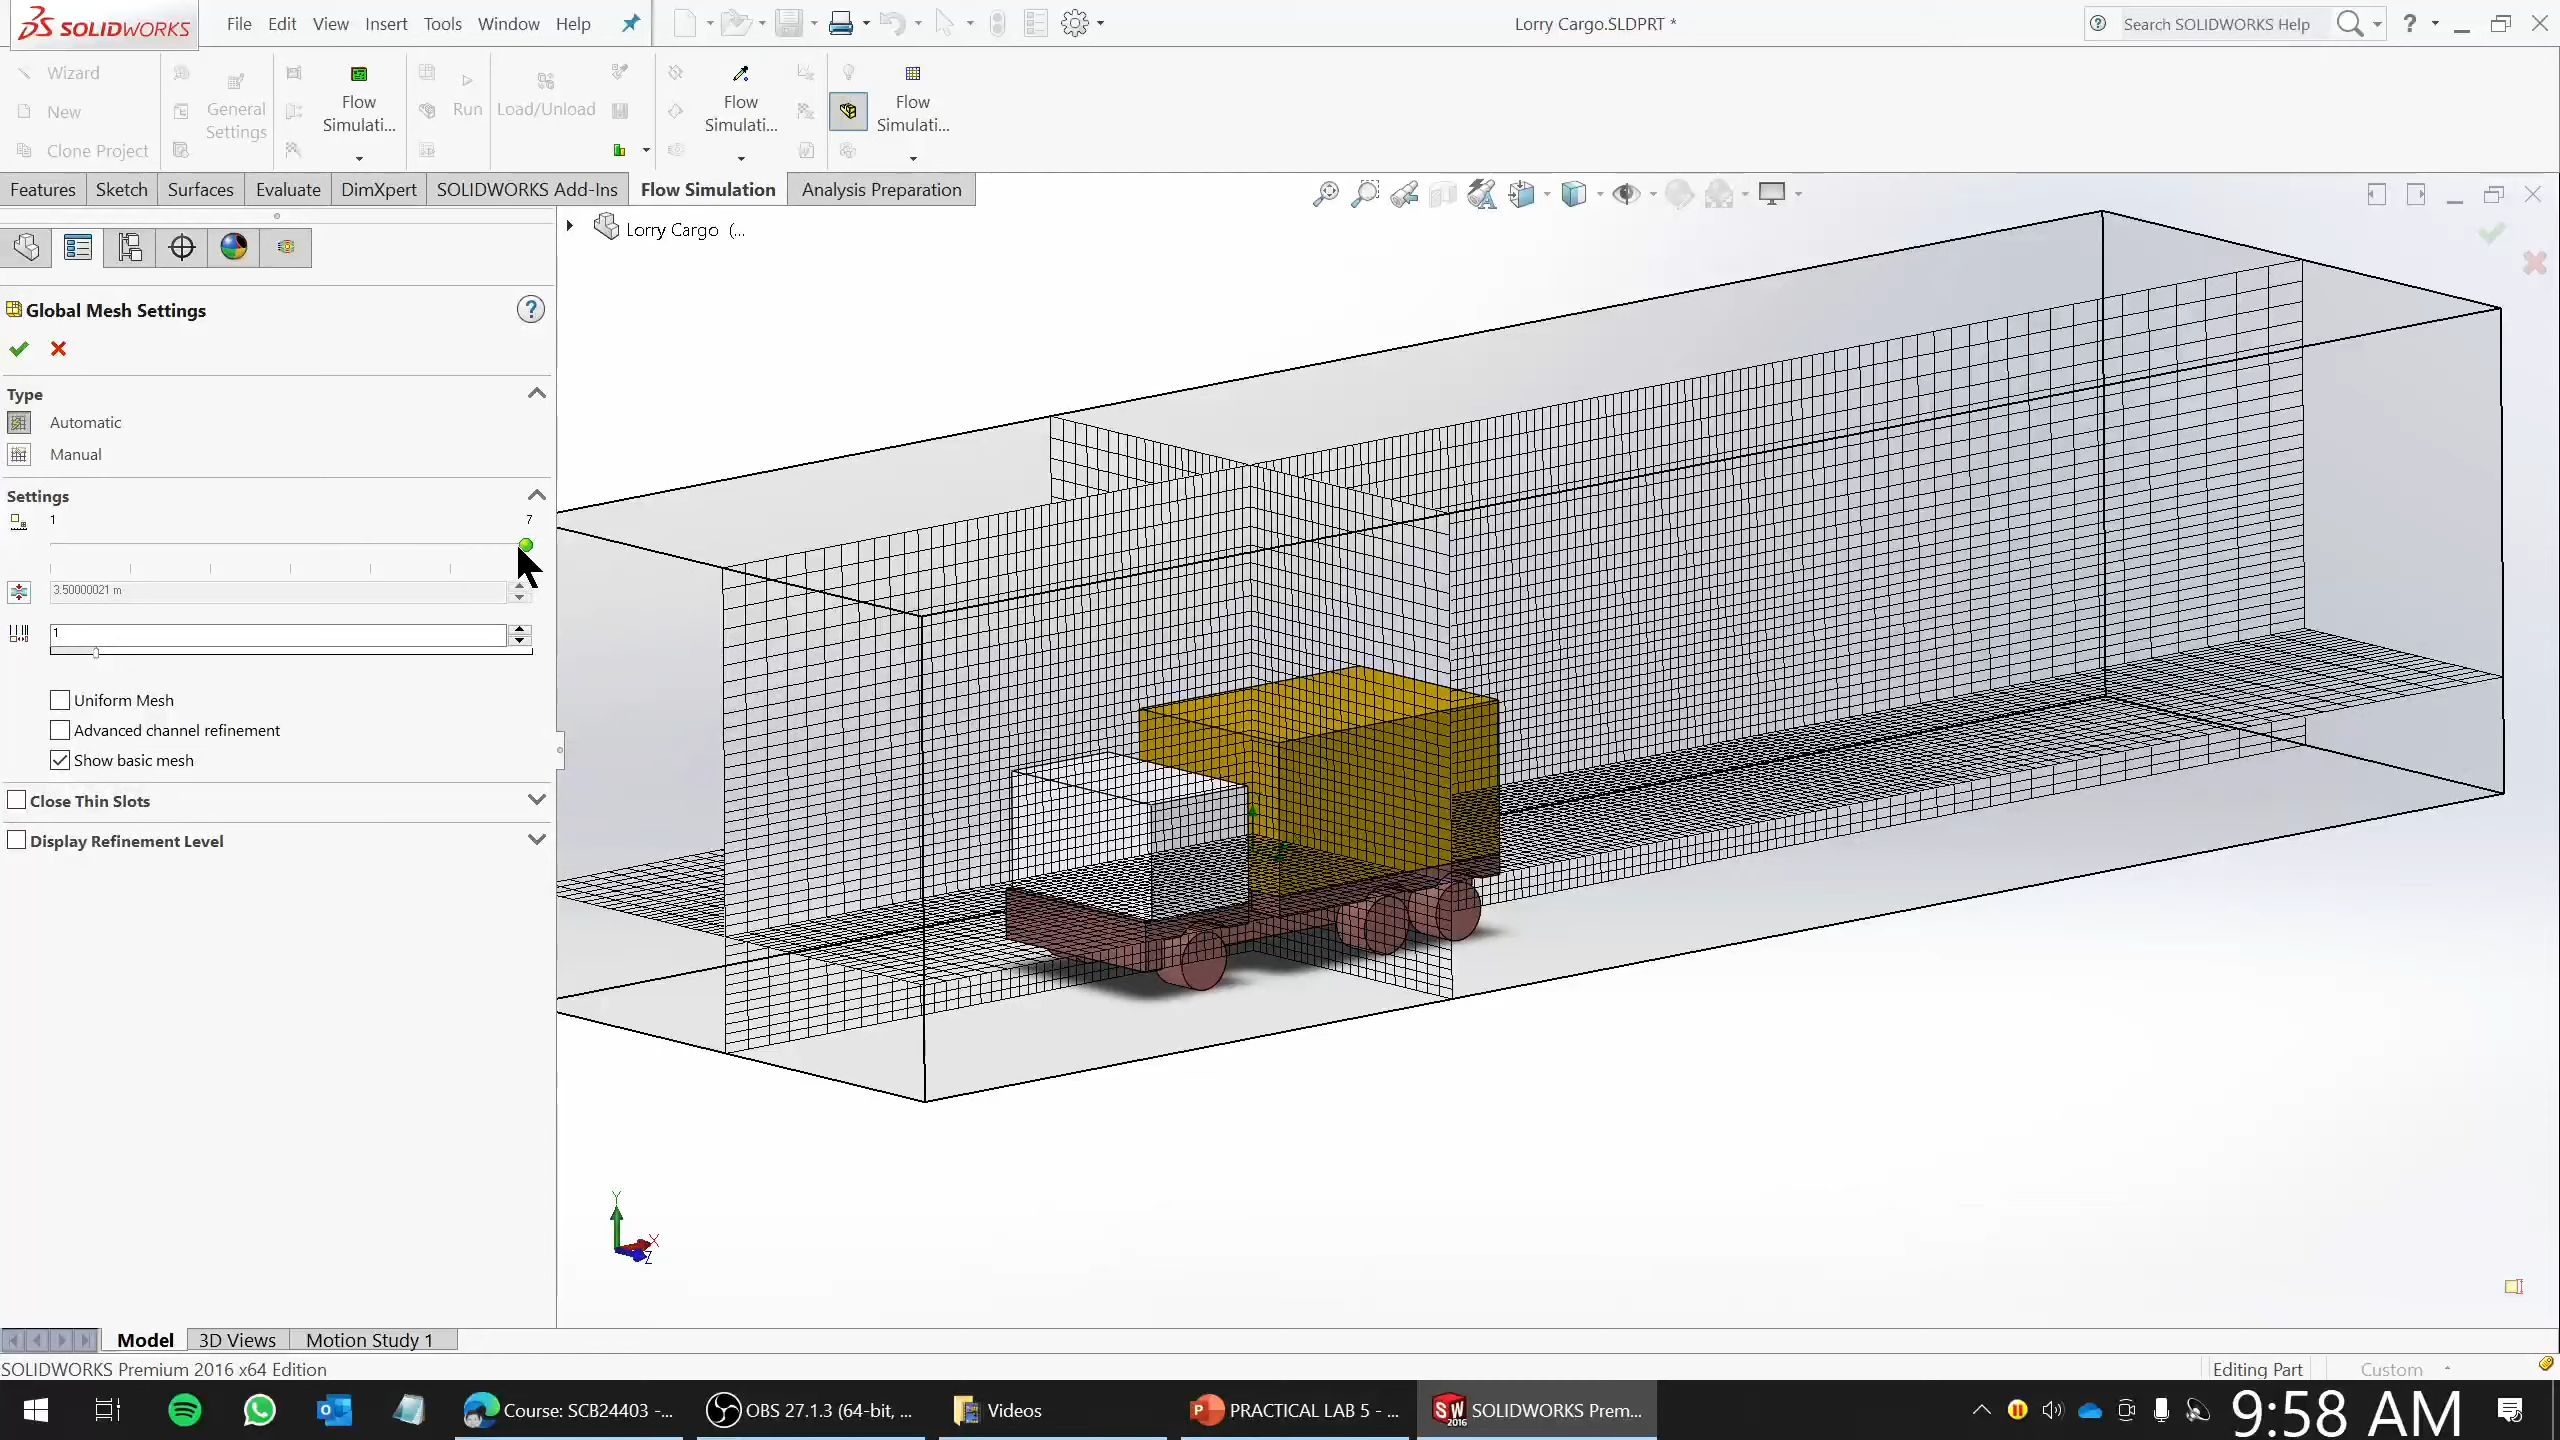 SOLIDWORKS
File Edit View Insert Tools Window Help
Lorry Cargo.SLDPRT *
Search SOLIDWORKS Help
Wizard
New
Clone Project
General
Settings
Flow
Simulati...
Run
Load/Unload
Flow
Simulati...
Flow
Simulati...
Features Sketch Surfaces Evaluate DimXpert SOLIDWORKS Add-Ins Flow Simulation Analysis Preparation
Lorry Cargo (...
Global Mesh Settings
Type
Automatic
Manual
Settings
1 7
3.50000021 m
1
Uniform Mesh
Advanced channel refinement
Show basic mesh
Close Thin Slots
Display Refinement Level
Y
X
Z
Model 3D Views Motion Study 1
SOLIDWORKS Premium 2016 x64 Edition
Editing Part Custom
Course: SCB24403 -...
OBS 27.1.3 (64-bit, ...
Videos
PRACTICAL LAB 5 - ...
SOLIDWORKS Prem...
9:58 AM